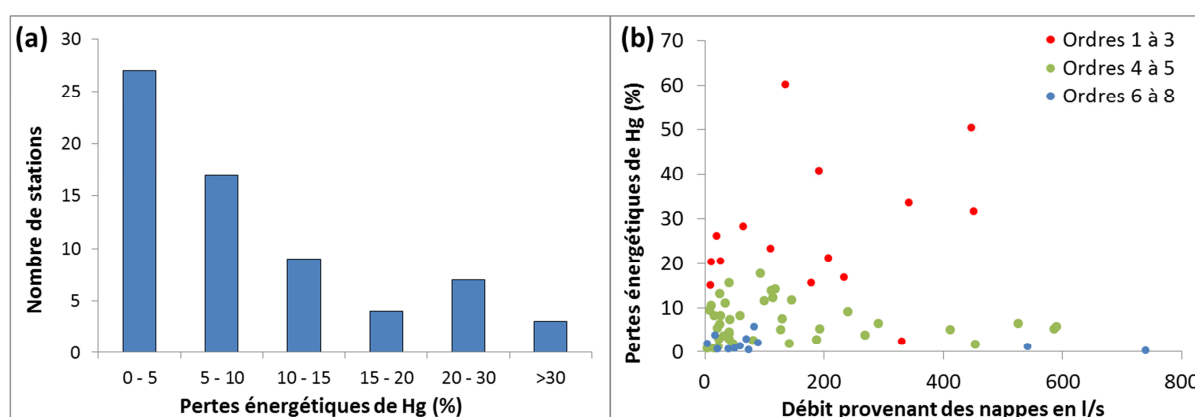 (a)
30
25
20
15
10
5
0
Nombre de stations
0 - 5
5 - 10
10 - 15
15 - 20
20 - 30
>30
Pertes énergétiques de Hg (%)
(b)
70
60
50
40
30
20
10
0
Pertes énergétiques de Hg (%)
Ordres 1 à 3
Ordres 4 à 5
Ordres 6 à 8
0
200
400
600
800
Débit provenant des nappes en l/s